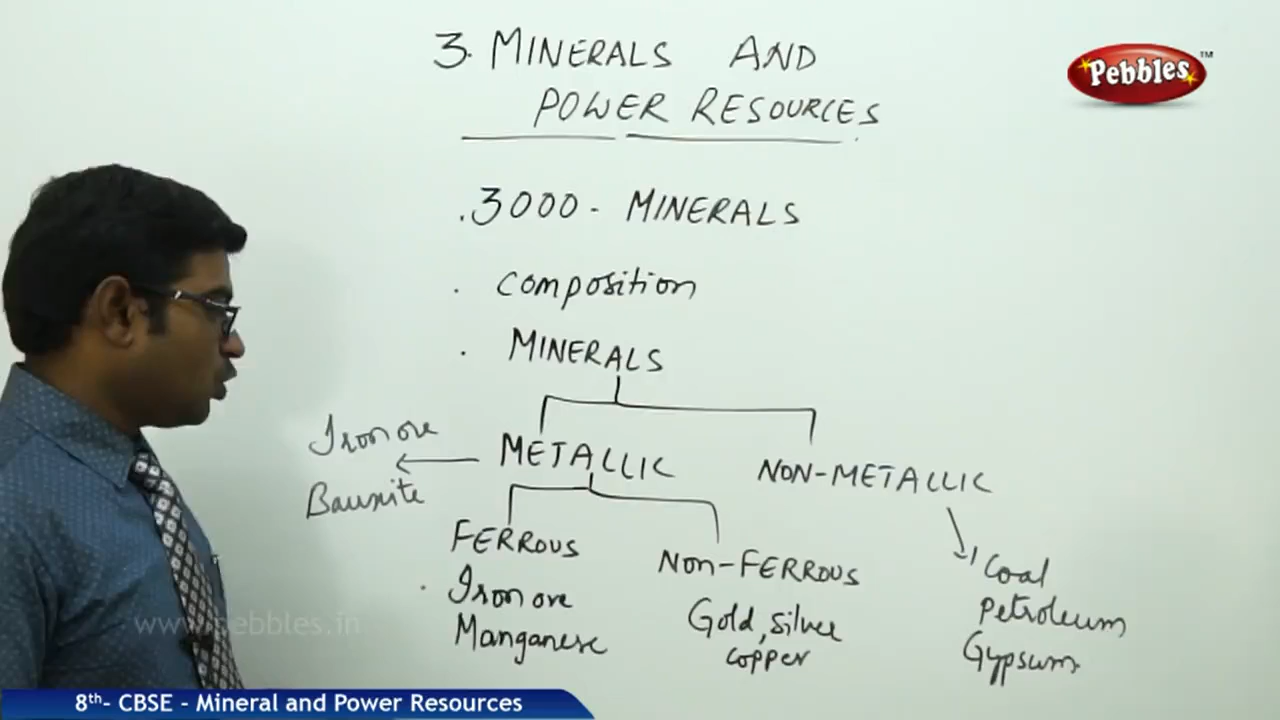 3. MINERALS AND
POWER RESOURCES
Pebbles™
.3000 - MINERALS
. Composition
. MINERALS
METALLIC
NON-METALLIC
Iron ore
Bauxite
FERROUS
. Iron ore
Manganese
NON-FERROUS
Gold, Silver
Copper
Coal
Petroleum
Gypsum
www.pebbles.in
8th- CBSE - Mineral and Power Resources